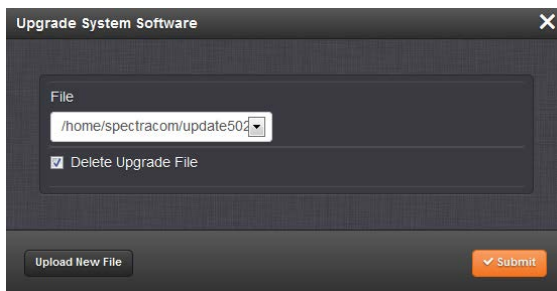 Upgrade System Software
File
/home/spectracom/update502
Delete Upgrade File
Upload New File
Submit